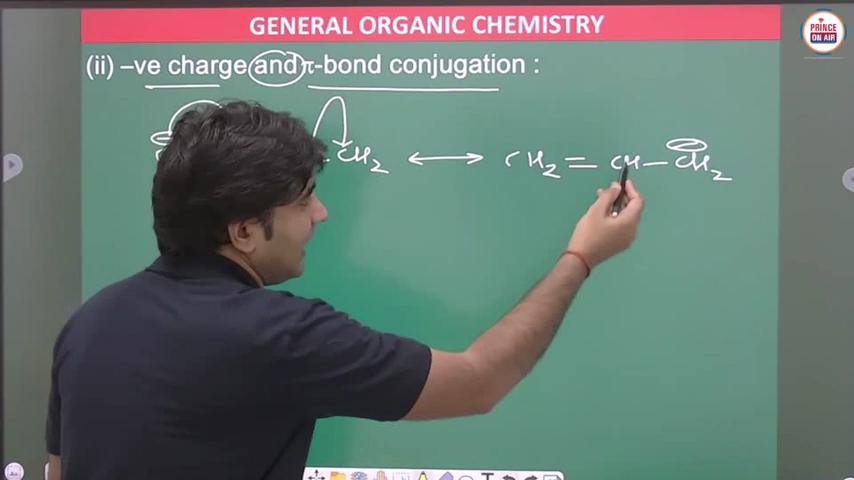 GENERAL ORGANIC CHEMISTRY
PRINCE
ON AIR
(ii) –ve charge and π-bond conjugation :
CH2 ⟷ CH2 = CH – CH2